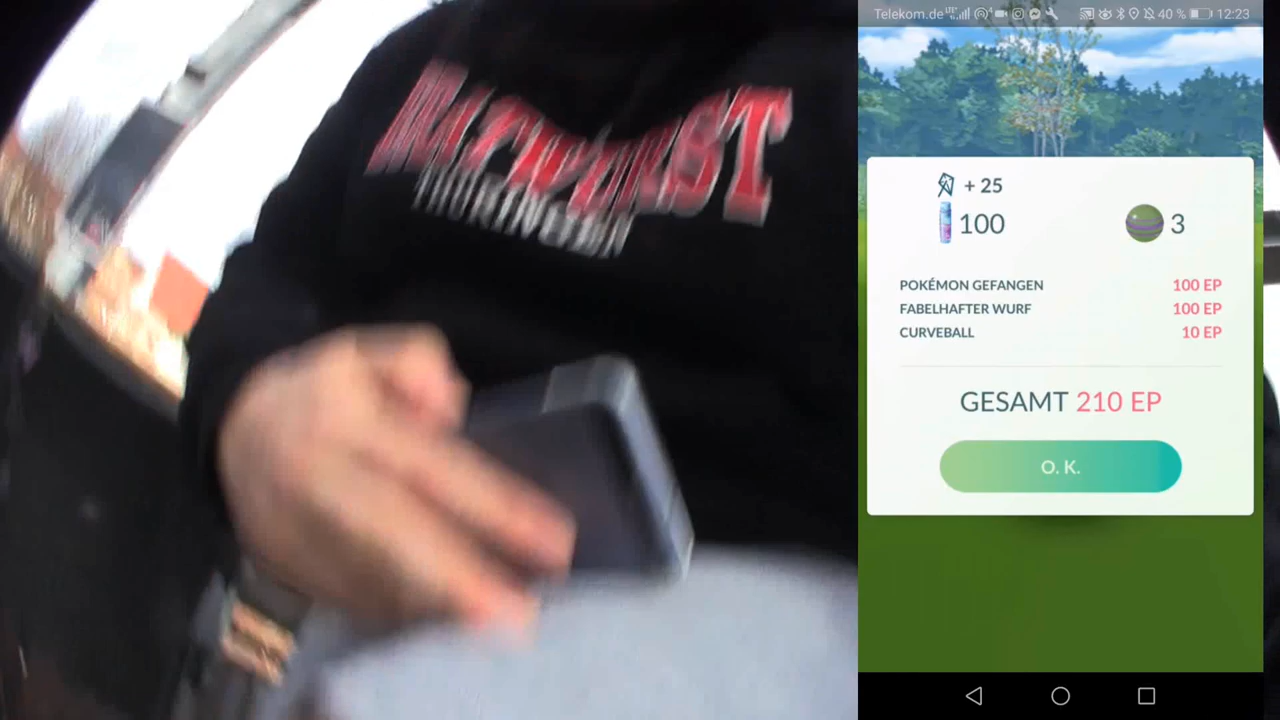 BRATWURST
Telekom.de 40 % 12:23
+ 25
100
3
POKÉMON GEFANGEN 100 EP
FABELHAFTER WURF 100 EP
CURVEBALL 10 EP
GESAMT 210 EP
O. K.